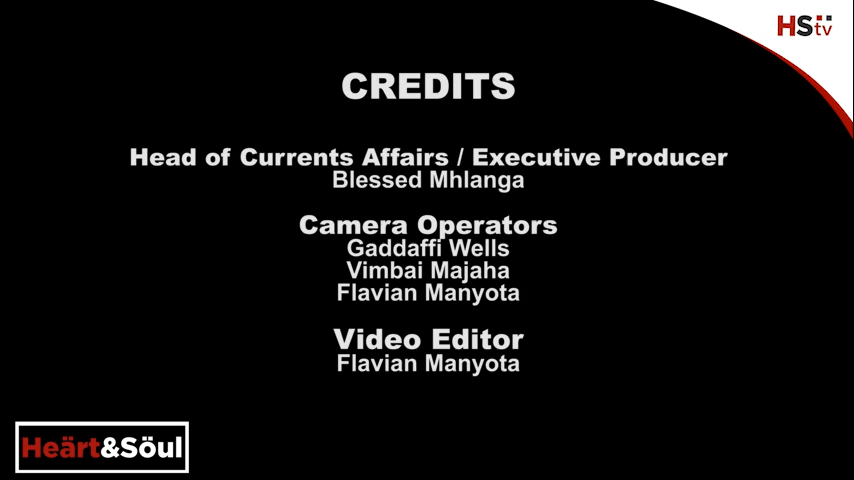 HStv
CREDITS
Head of Currents Affairs / Executive Producer
Blessed Mhlanga
Camera Operators
Gaddaffi Wells
Vimbai Majaha
Flavian Manyota
Video Editor
Flavian Manyota
Heärt&Söul